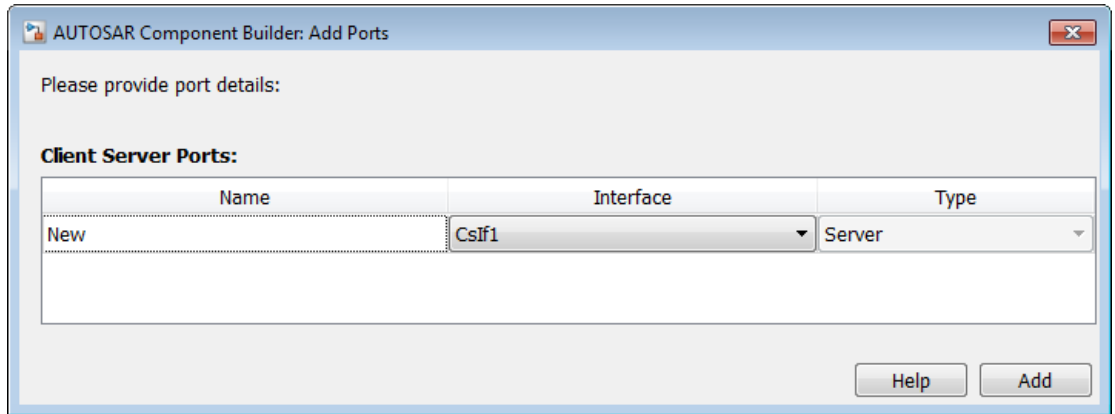 AUTOSAR Component Builder: Add Ports
Please provide port details:
Client Server Ports:
Name Interface Type
New CsIf1 Server
Help Add